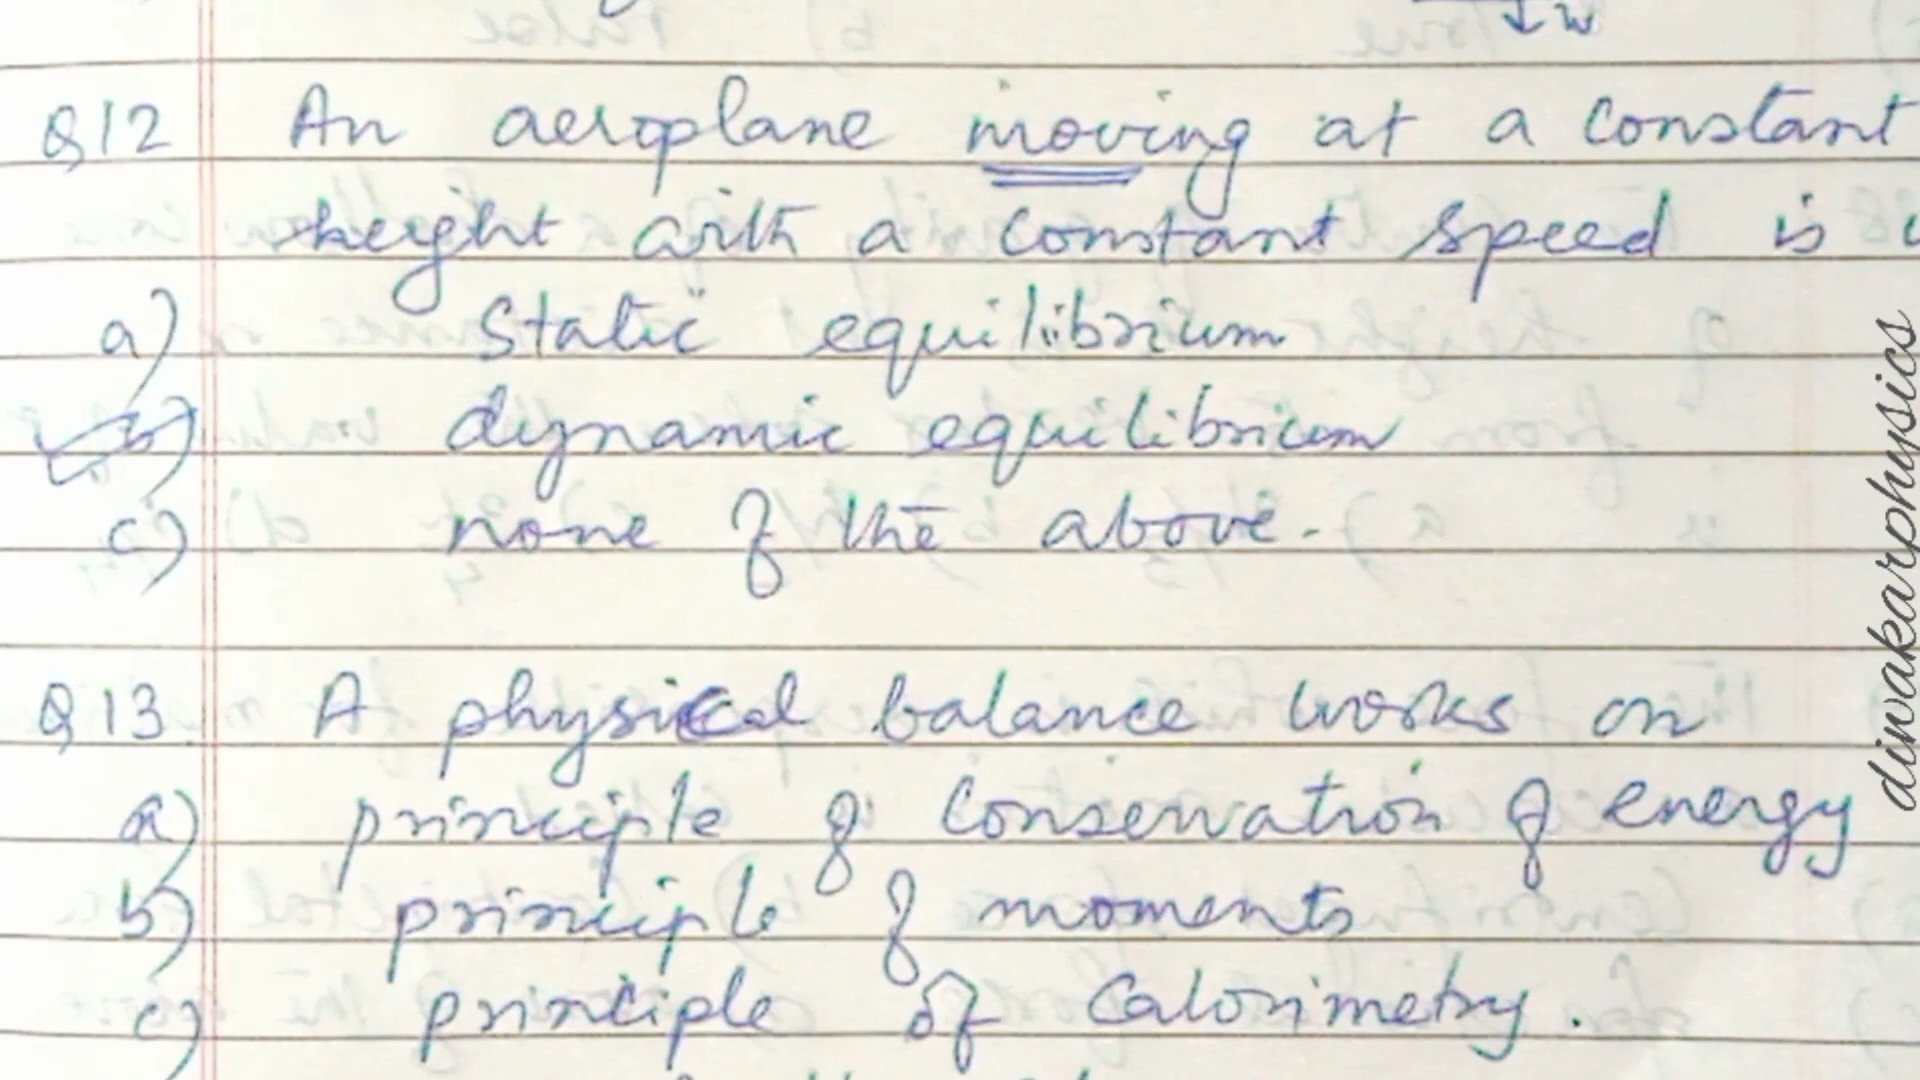 w
Q12 An aeroplane moving at a constant
height with a constant speed is
a) static equilibrium
b) dynamic equilibrium
c) none of the above.
Q13 A physical balance works on
a) principle of conservation of energy
b) principle of moments
c) principle of Calorimetry.
diwakarphysics